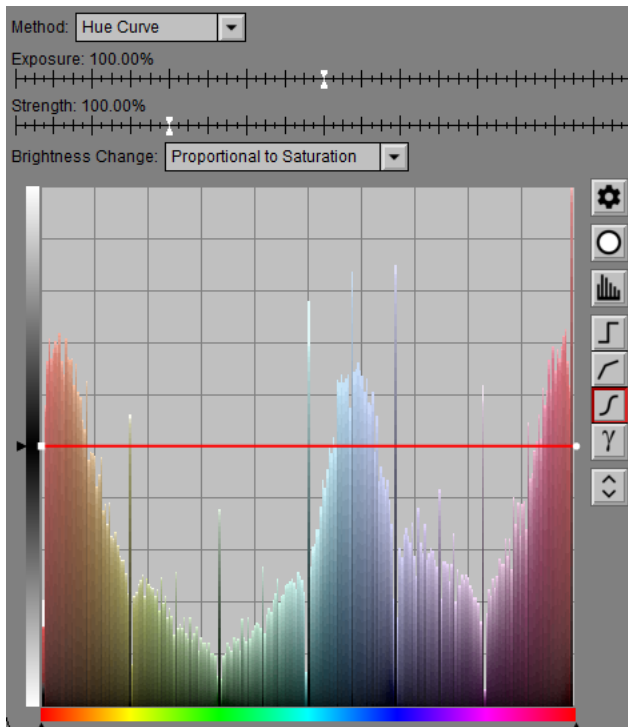 Method: Hue Curve
Exposure: 100.00%
Strength: 100.00%
Brightness Change: Proportional to Saturation
γ